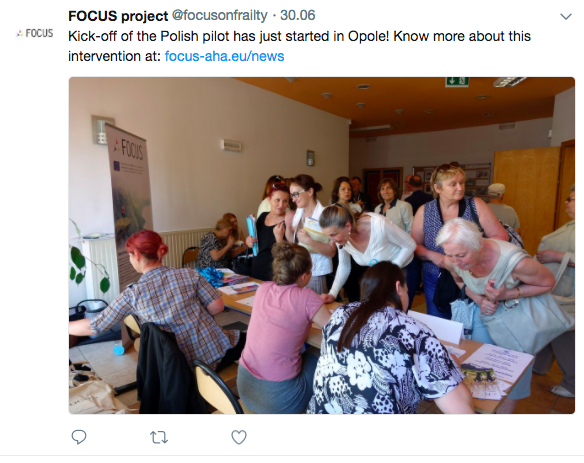 FOCUS
FOCUS project @focusonfrailty · 30.06
Kick-off of the Polish pilot has just started in Opole! Know more about this
intervention at: focus-aha.eu/news
FOCUS